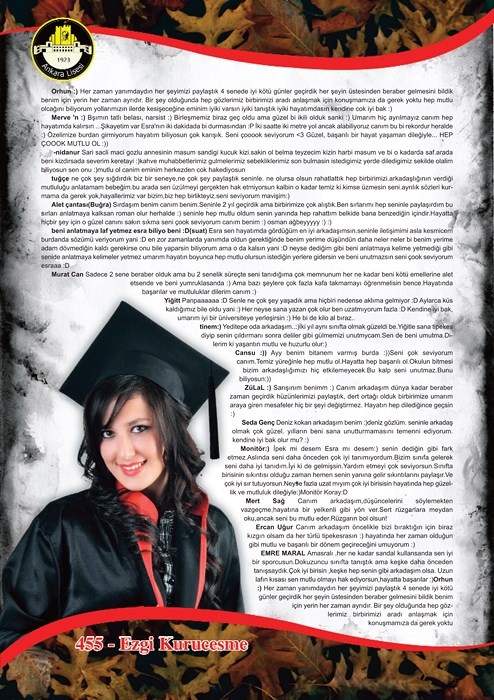 1923
Ankara Lisesi
Orhun :) Her zaman yanımdaydın her şeyimizi paylaştık 4 senede iyi kötü günler geçirdik her şeyin üstesinden beraber gelmesini bildik
benim için yerin her zaman ayrıdır. Bir şey olduğunda hep gözlerimiz birbirimizi aradı anlaşmak için konuşmamıza da gerek yoktu hep mutlu
olcağını biliyorum yollarımızın ilerde kesişeceğine eminim iyiki varsın iyiki tanıştık iyiki hayatımdasın kendine cok iyi bak :)
Merve 'n :) Eşımın tatlı belası, narsist :) Birleşmemiz biraz geç oldu ama güzel bi ikili olduk sanki :) Umarım hiç ayrılmayız canım hep
hayatımda kalırsın ...Şikayetim var Esra'nın iki dakikada bi durmasından :P İki saate iki metre yol ancak alabiliyoruz canım bu bi rekordur heralde
:) Özelimize burdan girmiyorum hayatım biliyosun çok karışık. Seni çooook seviyorum <3 Güzel, başarılı bir hayat yaşaman dileğiyle... HEP
ÇOOOK MUTLU OL :))
-nidanur Sari sacli maci gozlu annesinin masum sandigi kucuk kizi.sakin ol belma teyzecim kizin harbi masum ve bi o kadarda saf.arada
beni kizdirsada severim keretayi :)kahve muhabbetlerimiz gulmelerimiz sebekliklerimiz son bulmasin istedigimiz yerde diledigimiz sekilde olalim
biliyosun sen onu :)mutlu ol canim eminim herkezden cok hakediyosun
tuğçe ne çok şey sığdırdık biz bir seneye,ne çok şey paylaştık seninle. ne olursa olsun rahatlattık hep birbirimizi.arkadaşlığının verdiği
mutluluğu anlatamam bebeğim.bu arada sen üzülmeyi gerçekten hak etmiyorsun kalbin o kadar temiz ki.kimse üzmesin seni.ayrılık sözleri kur-
mama da gerek yok,hayallerimiz var bizim,biz hep birlikteyiz.seni seviyorum mavişim:)
Alet çantası(Buğra) Sırdaşım benim canım benim.Seninle 2 yıl geçirdik ama birbirimize çok alıştık.Ben sırlarımı hep seninle paylaşırdım bu
sırları anlatmaya kalksan roman olur herhalde :) seninle hep mutlu oldum senin yanında hep rahattım belkide bana benzediğin içindir.Hayatta
hiçbir şey için o güzel canını sakın sıkma seni çook seviyorum canım benim :) osman ağbeyyyyy :) :)
beni anlatmaya laf yetmez esra biliyo beni :D(suat) Esra sen hayatımda gördüğüm en iyi arkadaşımsın.seninle iletişimimi asla kesmicem
burdanda sözümü veriyorum yani :D en zor zamanlarda yanımda oldun gerektiğinde benim yerime düşündün daha neler neler bi benim yerime
adam dövmediğin kaldı gerekirse onu bile yaparsin biliyorum ama o da kalsın yani :D neyse dediğim gibi beni anlatmaya kelime yetmediği gibi
senide anlatmaya kelimeler yetmez umarım hayatın boyunca hep mutlu olursun istediğin yerlere gidersin ve beni unutmazsın seni çook seviyorum
esraaa :D
Murat Can Sadece 2 sene beraber olduk ama bu 2 senelik süreçte seni tanıdığıma çok memnunum her ne kadar beni kötü emellerine alet
etsende ve beni yumruklasanda :) Ama bazı şeylere çok fazla kafa takmamayı öğrenmelisin bence.Hayatında
başarılar ve mutluluklar dilerim canım :)
Yiğitt Panpaaaaaa :D Senle ne çok şey yaşadık ama hiçbiri nedense aklıma gelmiyor :D Aylarca küs
kaldığımız bile oldu yani :) Her neyse sana yazan çok olur ben uzatmıyorum fazla :D Kendine iyi bak,
umarım iyi bir üniversiteye yerleşirsin :) He bi de kilo al biraz..
tinem:) Yeditepe oda arkadaşım..:)İki yıl aynı sınıfta olmak güzeldi be.Yiğitle sana tipkes
diyip senin çıldırmanı sonra deliler gibi gülmemizi unutmycam.Sen de beni unutma.Di-
lerim ki yaşantın mutlu ve huzurlu olur:)
Cansu :)) Ayy benim bitanem varmış burda :))Seni çok seviyorum
canım.Temiz yüreğinle hep mutlu ol.Hayatta hep başarılı ol.Okulun bitmesi
bizim arkadaşlığımızı hiç etkilemeyecek.Bu kalp seni unutmaz.Bunu
biliyosun:))
ZüLaL :) Sarışınım benimm :) Canım arkadaşım dünya kadar beraber
zaman geçirdik hüzünlerimizi paylaştık, dert ortağı olduk birbirimize umarım
araya giren mesafeler hiç bir şeyi değiştirmez. Hayatın hep dilediğince geçsin
:)
Seda Genç Deniz kokan arkadaşım benim :)deniz gözlüm. seninle arkadaş
olmak çok güzel. yılların beni sana unutturmamasını temenni ediyorum.
kendine iyi bak olur mu? :)
Monitör:) İpek mi desem Esra mı desem:) senin dediğin gibi fark
etmez.Aslında seni daha önceden çok iyi tanımıyordum.Bizim sınıfa gelerek
seni daha iyi tanıdım.İyi ki de gelmişsin.Yardım etmeyi çok seviyorsun.Sınıfta
birisinin sıkıntısı olduğu zaman hemen senin yanına gelir sıkıntılarını paylaşır.Ve
çok iyi sır tutuyorsun.Neyse fazla uzat mıyım çok iyi birisisin hayatında hep güzel-
lik ve mutluluk dileğiyle;)Monitör Koray:D
Mert Sağ Canım arkadaşım,düşüncelerini söylemekten
vazgeçme,hayatına bir yelkenli gibi yön ver.Sert rüzgarlara meydan
oku,ancak seni bu mutlu eder.Rüzgarın bol olsun!
Ercan Uğur Canım arkadaşım öncelikle bizi bıraktığın için biraz
kızgın olsam da her türlü tipekesrasın :) hayatında her zaman olduğun
gibi mutlu ve başarılı bir dönem geçireceğini umuyorum :)
EMRE MARAL Amasralı ,her ne kadar sandal kullansanda sen iyi
bir sporcusun.Dokuzuncu sınıfta tanıştık ama keşke daha önceden
tanışsaydık.Çok iyi birisin ,keşke hep senin gibi arkadaşım olsa. Uzun
lafın kısası sen mutlu olmayı hak ediyorsun,hayatta başarılar :)Orhun
:) Her zaman yanımdaydın her şeyimizi paylaştık 4 senede iyi kötü
günler geçirdik her şeyin üstesinden beraber gelmesini bildik benim
için yerin her zaman ayrıdır. Bir şey olduğunda hep göz-
lerimiz birbirimizi aradı anlaşmak için
konuşmamıza da gerek yoktu
455 - Ezgi Kurucesme